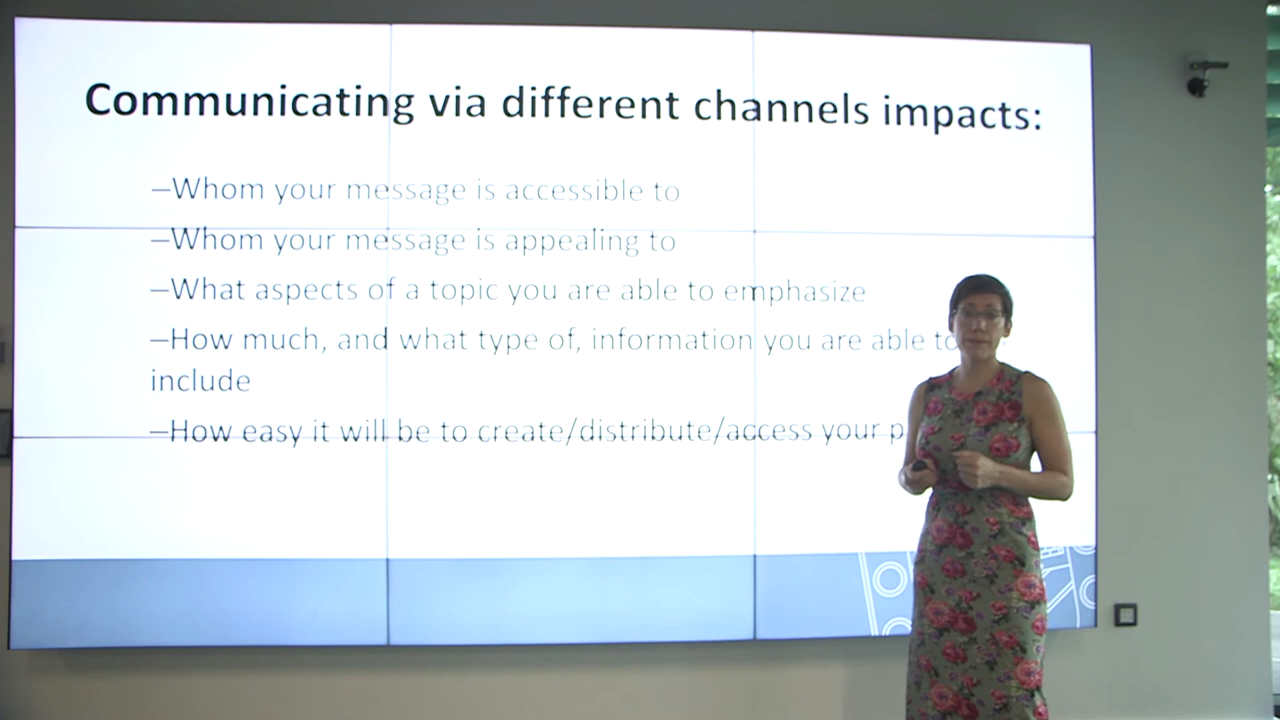 Communicating via different channels impacts:
–Whom your message is accessible to
–Whom your message is appealing to
–What aspects of a topic you are able to emphasize
–How much, and what type of, information you are able to
include
–How easy it will be to create/distribute/access your